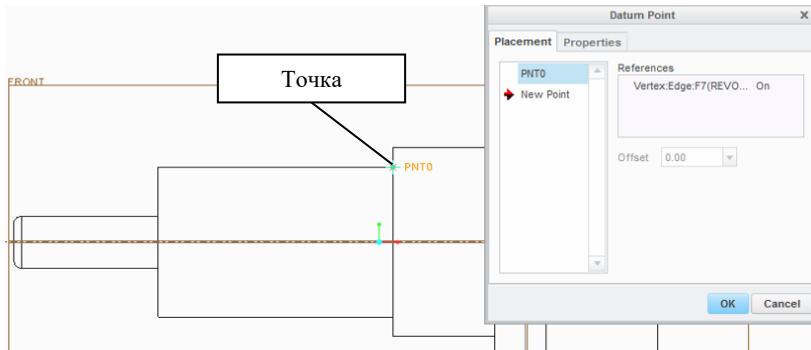 FRONT
Точка
PNT0
Datum Point
Placement
Properties
PNT0
New Point
References
Vertex:Edge:F7(REVO... On
Offset 0.00
OK Cancel